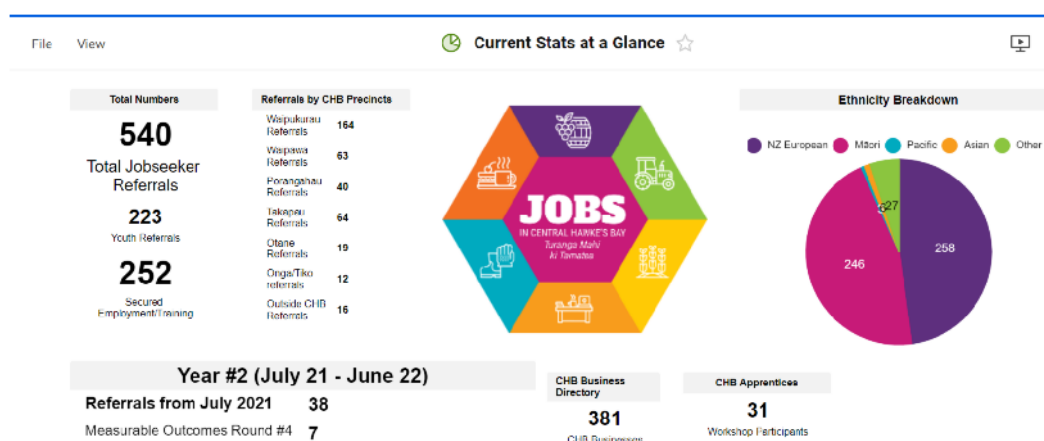 File View
Current Stats at a Glance
Total Numbers
540
Total Jobseeker
Referrals
223
Youth Referrals
252
Secured
Employment/Training
Referrals by CHB Precincts
Waipukurau
Referrals 164
Waipawa
Referrals 63
Porangahau
Referrals 40
Takapau
Referrals 64
Otane
Referrals 19
Onga/Tiko
referrals 12
Outside CHB
Referrals 16
JOBS
IN CENTRAL HAWKE'S BAY
Turanga Mahi
ki Tamatea
Ethnicity Breakdown
NZ European Māori Pacific Asian Other
27
258
246
Year #2 (July 21 - June 22)
Referrals from July 2021 38
Measurable Outcomes Round #4 7
CHB Business
Directory
381
CHB Businesses
CHB Apprentices
31
Workshop Participants